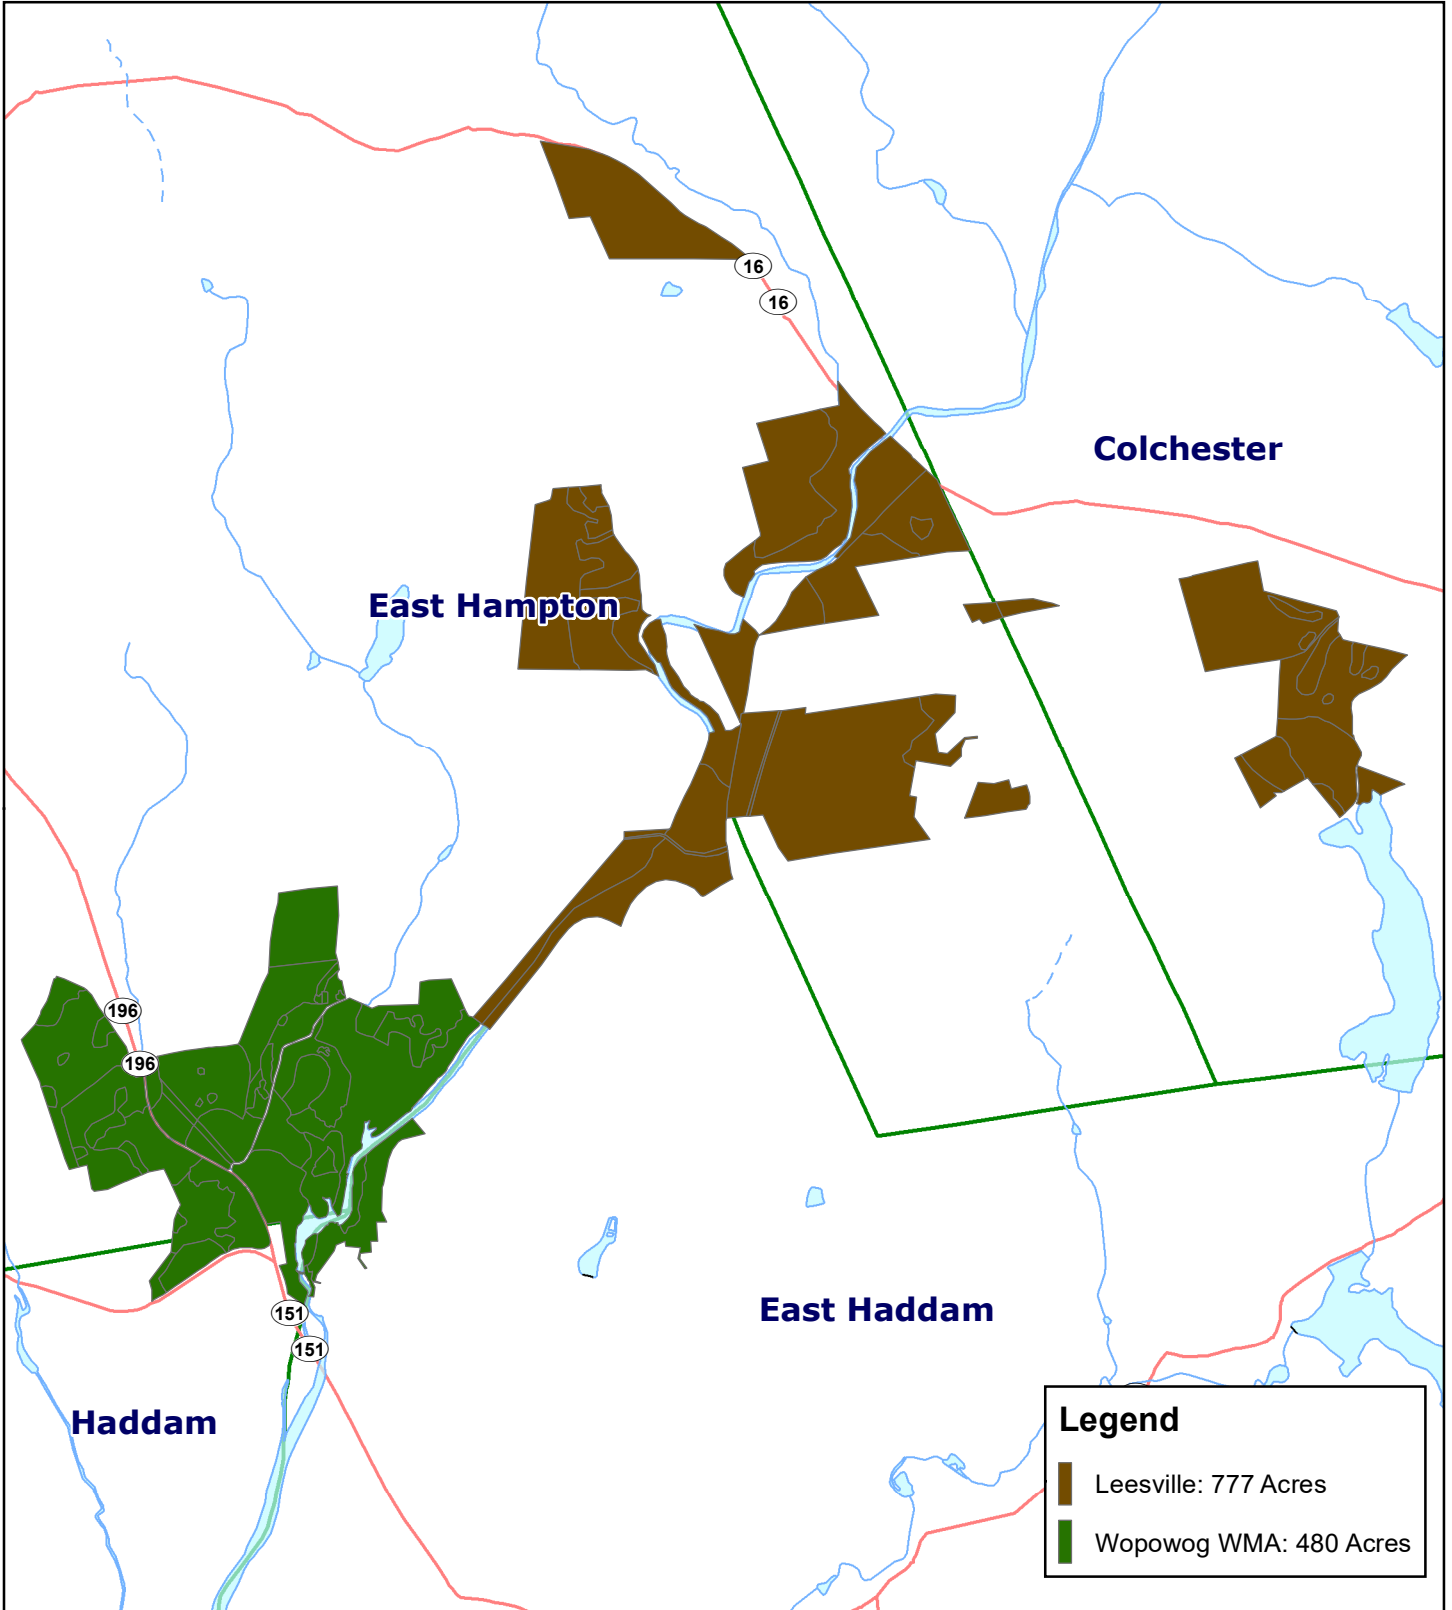 16
16
Colchester
East Hampton
196
196
East Haddam
151
151
Haddam
Legend
Leesville: 777 Acres
Wopowog WMA: 480 Acres